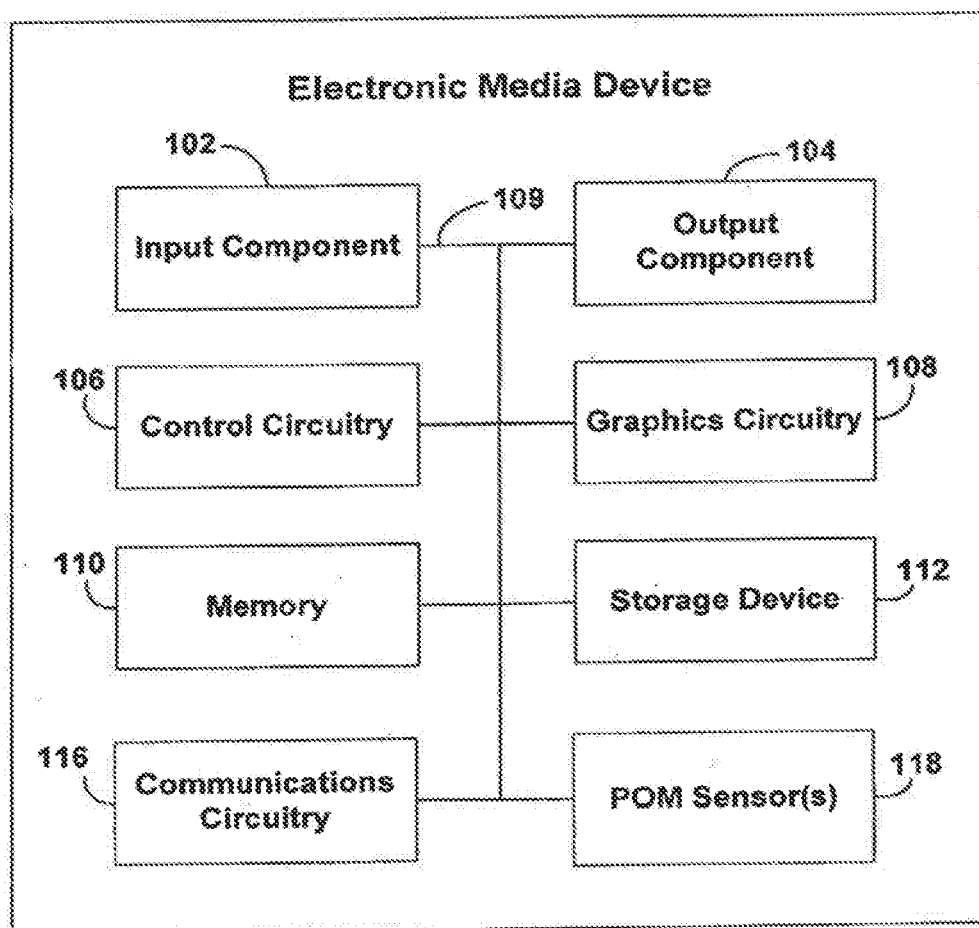 Electronic Media Device
102
104
109
Input Component
Output
Component
106
108
Control Circuitry
Graphics Circuitry
110
112
Memory
Storage Device
116
118
Communications
Circuitry
POM Sensor(s)